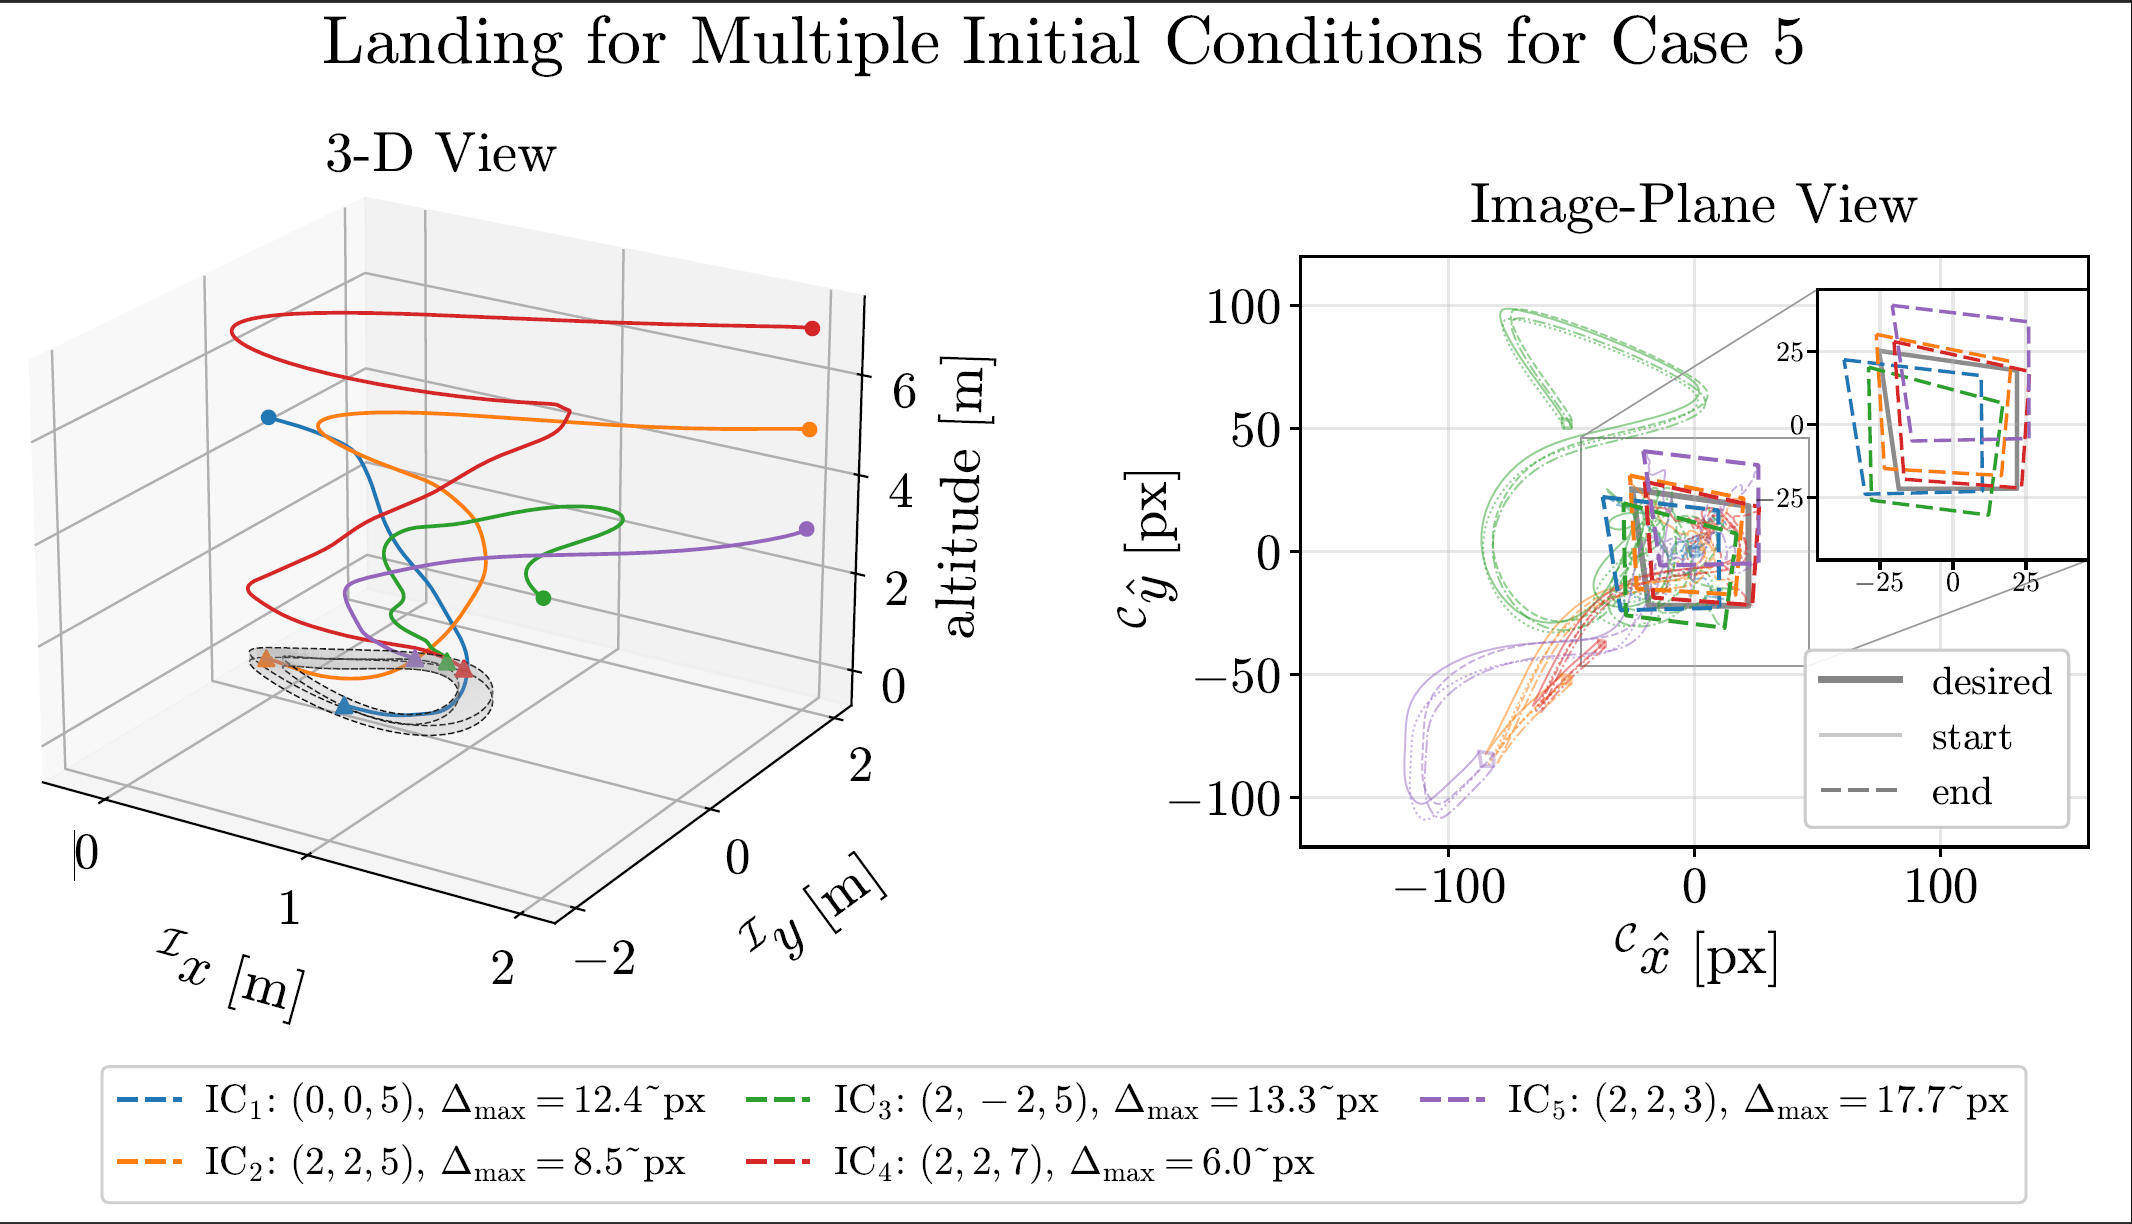 Landing for Multiple Initial Conditions for Case 5
3-D View
6
4
2
0
altitude [m]
2
0
−2
ᴵy [m]
0
1
2
ᴵx [m]
Image-Plane View
100
50
0
−50
−100
ᶜŷ [px]
−100
0
100
ᶜx̂ [px]
25
0
−25
−25
0
25
desired
start
end
IC₁: (0, 0, 5), Δmax = 12.4~px
IC₃: (2, −2, 5), Δmax = 13.3~px
IC₅: (2, 2, 3), Δmax = 17.7~px
IC₂: (2, 2, 5), Δmax = 8.5~px
IC₄: (2, 2, 7), Δmax = 6.0~px